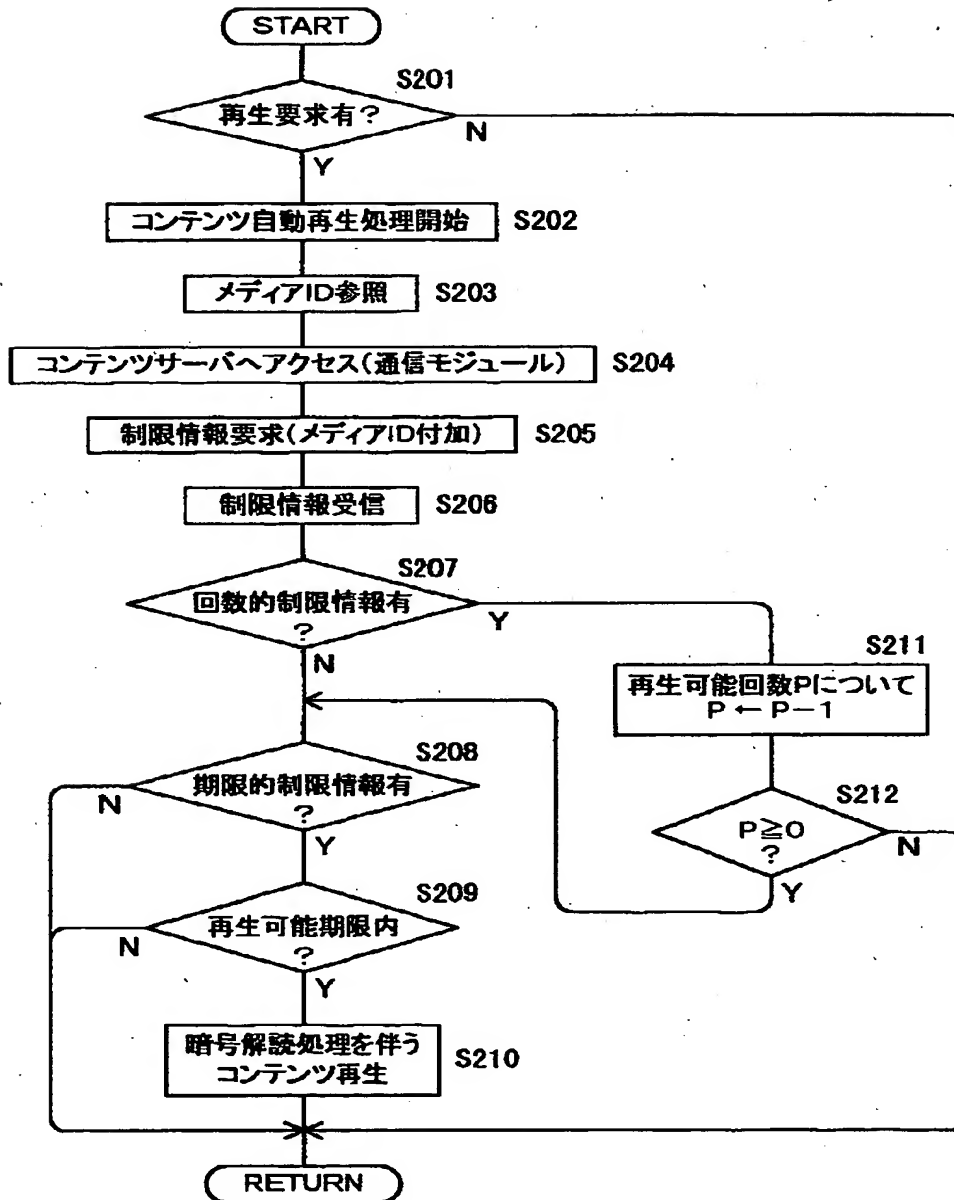 START
S201
再生要求有?
N
Y
コンテンツ自動再生処理開始
S202
メディアID参照
S203
コンテンツサーバへアクセス(通信モジュール)
S204
制限情報要求(メディアID付加)
S205
制限情報受信
S206
S207
回数的制限情報有
?
Y
N
S211
再生可能回数Pについて
P ← P-1
S208
期限的制限情報有
?
N
Y
S212
P≧0
?
N
Y
S209
再生可能期限内
?
N
Y
暗号解読処理を伴う
コンテンツ再生
S210
RETURN